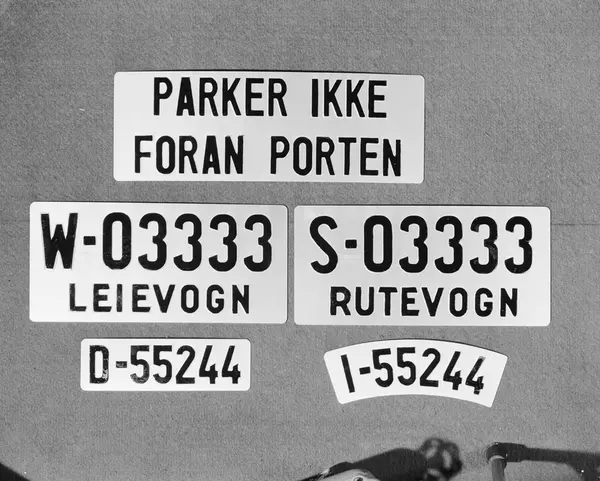 PARKER IKKE
FORAN PORTEN
W-03333
LEIEVOGN
S-03333
RUTEVOGN
D-55244
I-55244